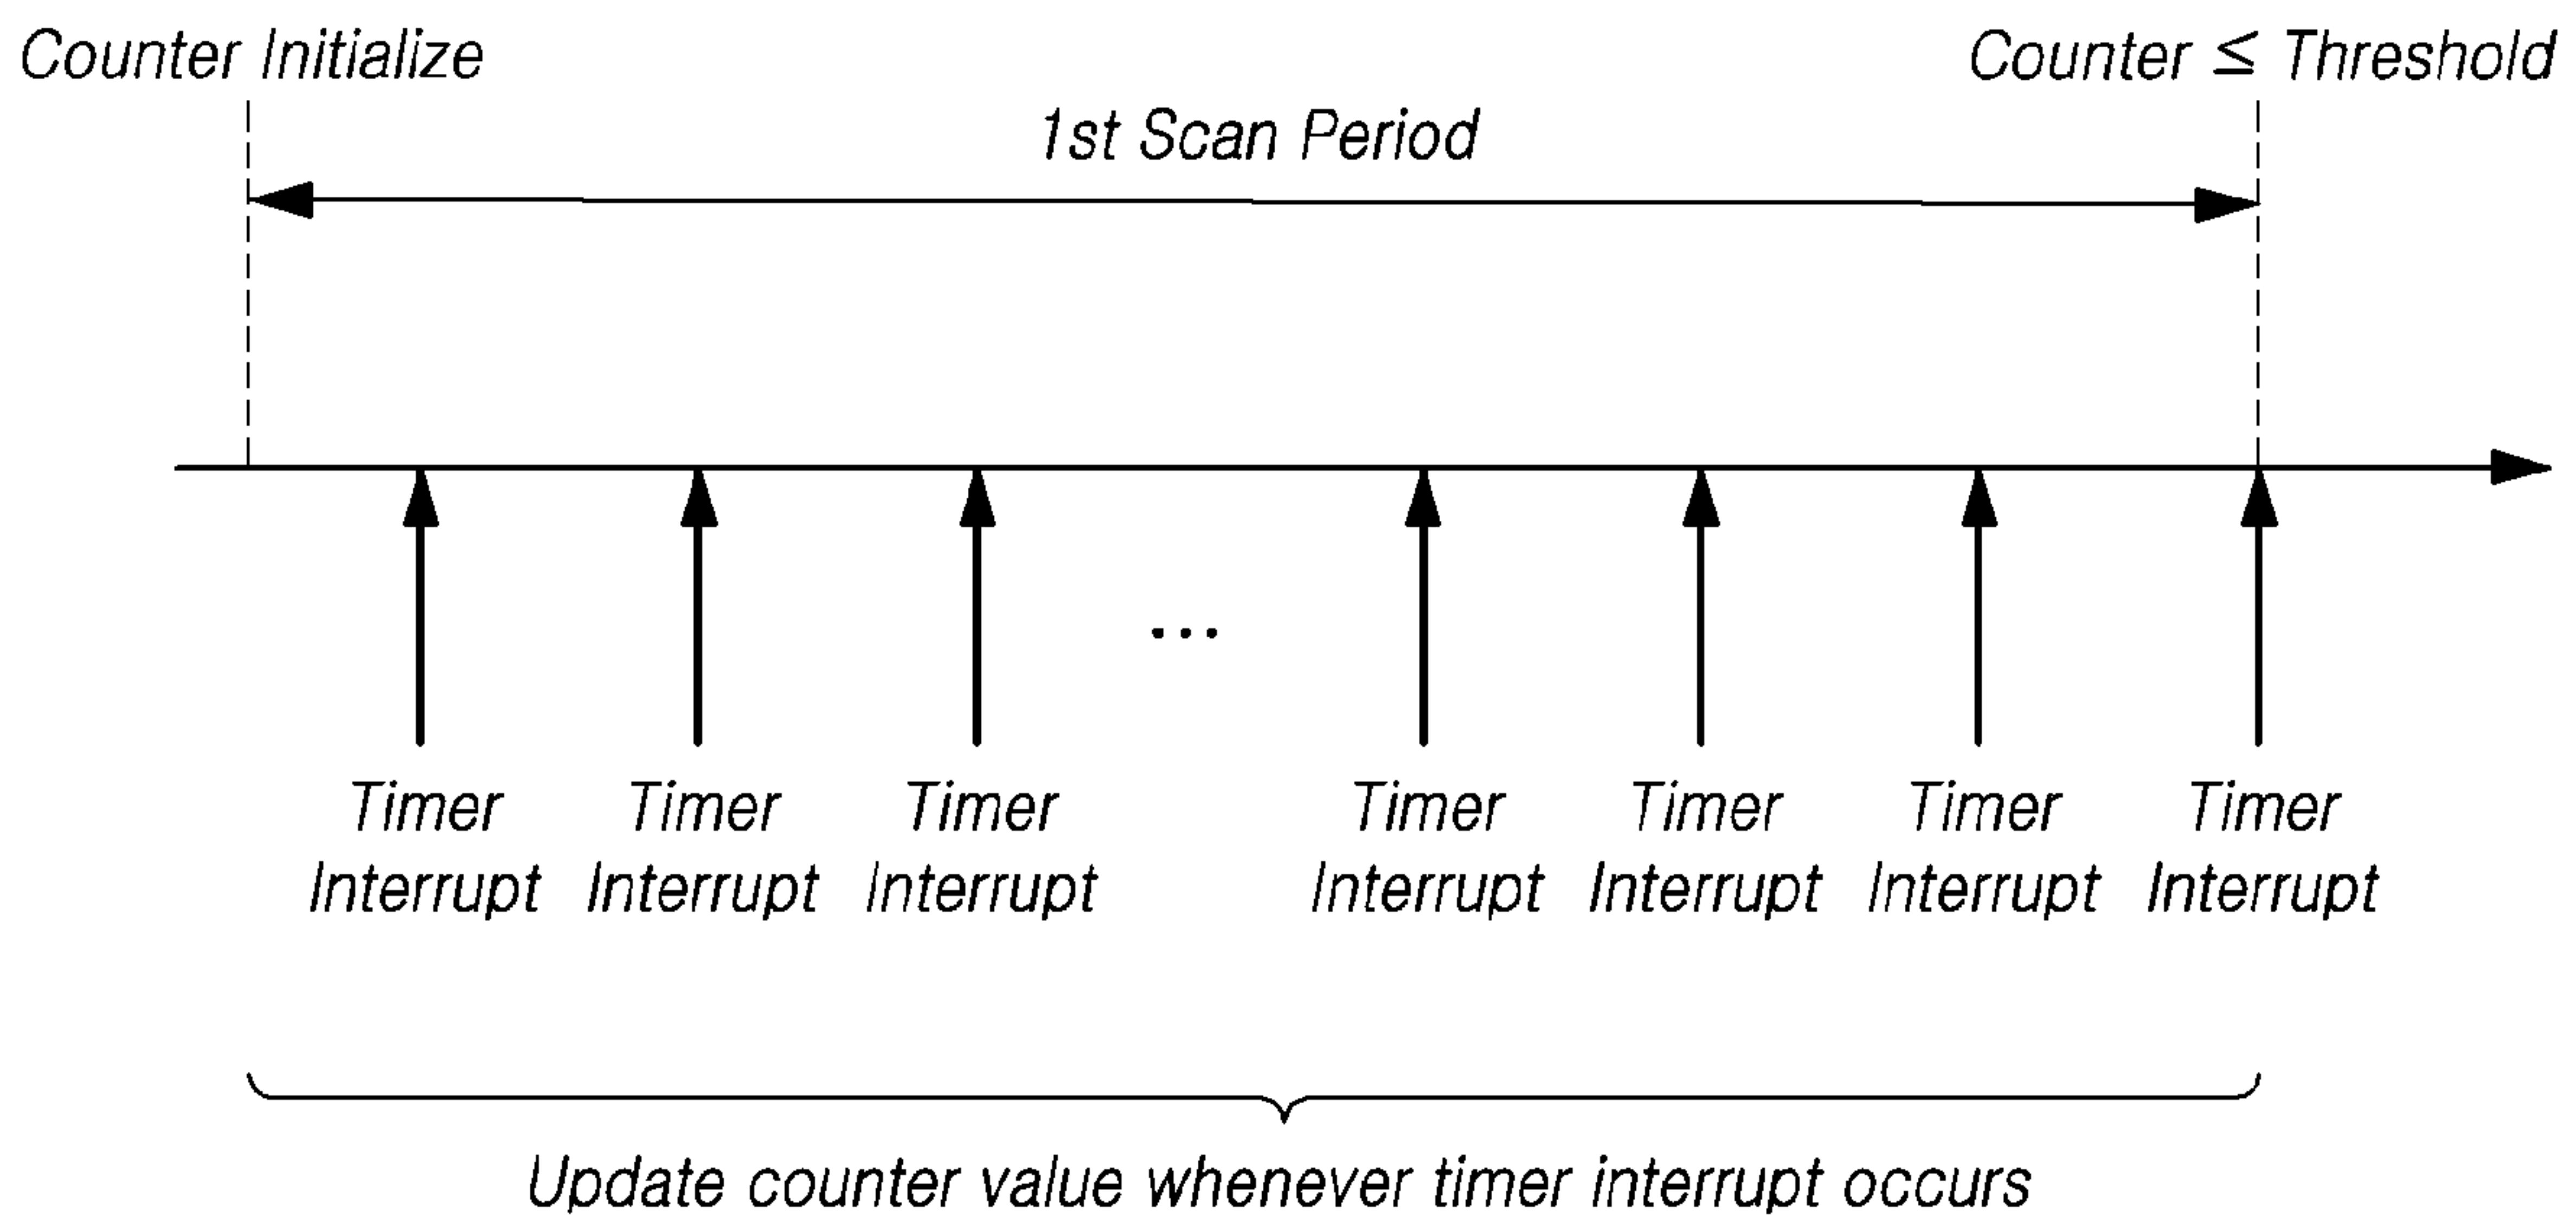 Counter Initialize
Counter ≤ Threshold
1st Scan Period
...
Timer Interrupt
Timer Interrupt
Timer Interrupt
Timer Interrupt
Timer Interrupt
Timer Interrupt
Timer Interrupt
Update counter value whenever timer interrupt occurs